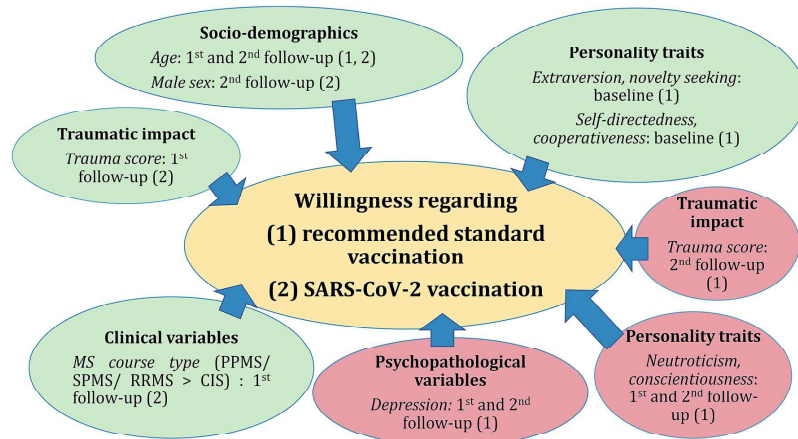 Socio-demographics
Age: 1st and 2nd follow-up (1, 2)
Male sex: 2nd follow-up (2)
Personality traits
Extraversion, novelty seeking:
baseline (1)
Self-directedness,
cooperativeness: baseline (1)
Traumatic impact
Trauma score: 1st
follow-up (2)
Willingness regarding
(1) recommended standard
vaccination
(2) SARS-CoV-2 vaccination
Traumatic
impact
Trauma score:
2nd follow-up
(1)
Clinical variables
MS course type (PPMS/
SPMS/ RRMS > CIS) : 1st
follow-up (2)
Psychopathological
variables
Depression: 1st and 2nd
follow-up (1)
Personality traits
Neuroticism,
conscientiousness:
1st and 2nd follow-
up (1)